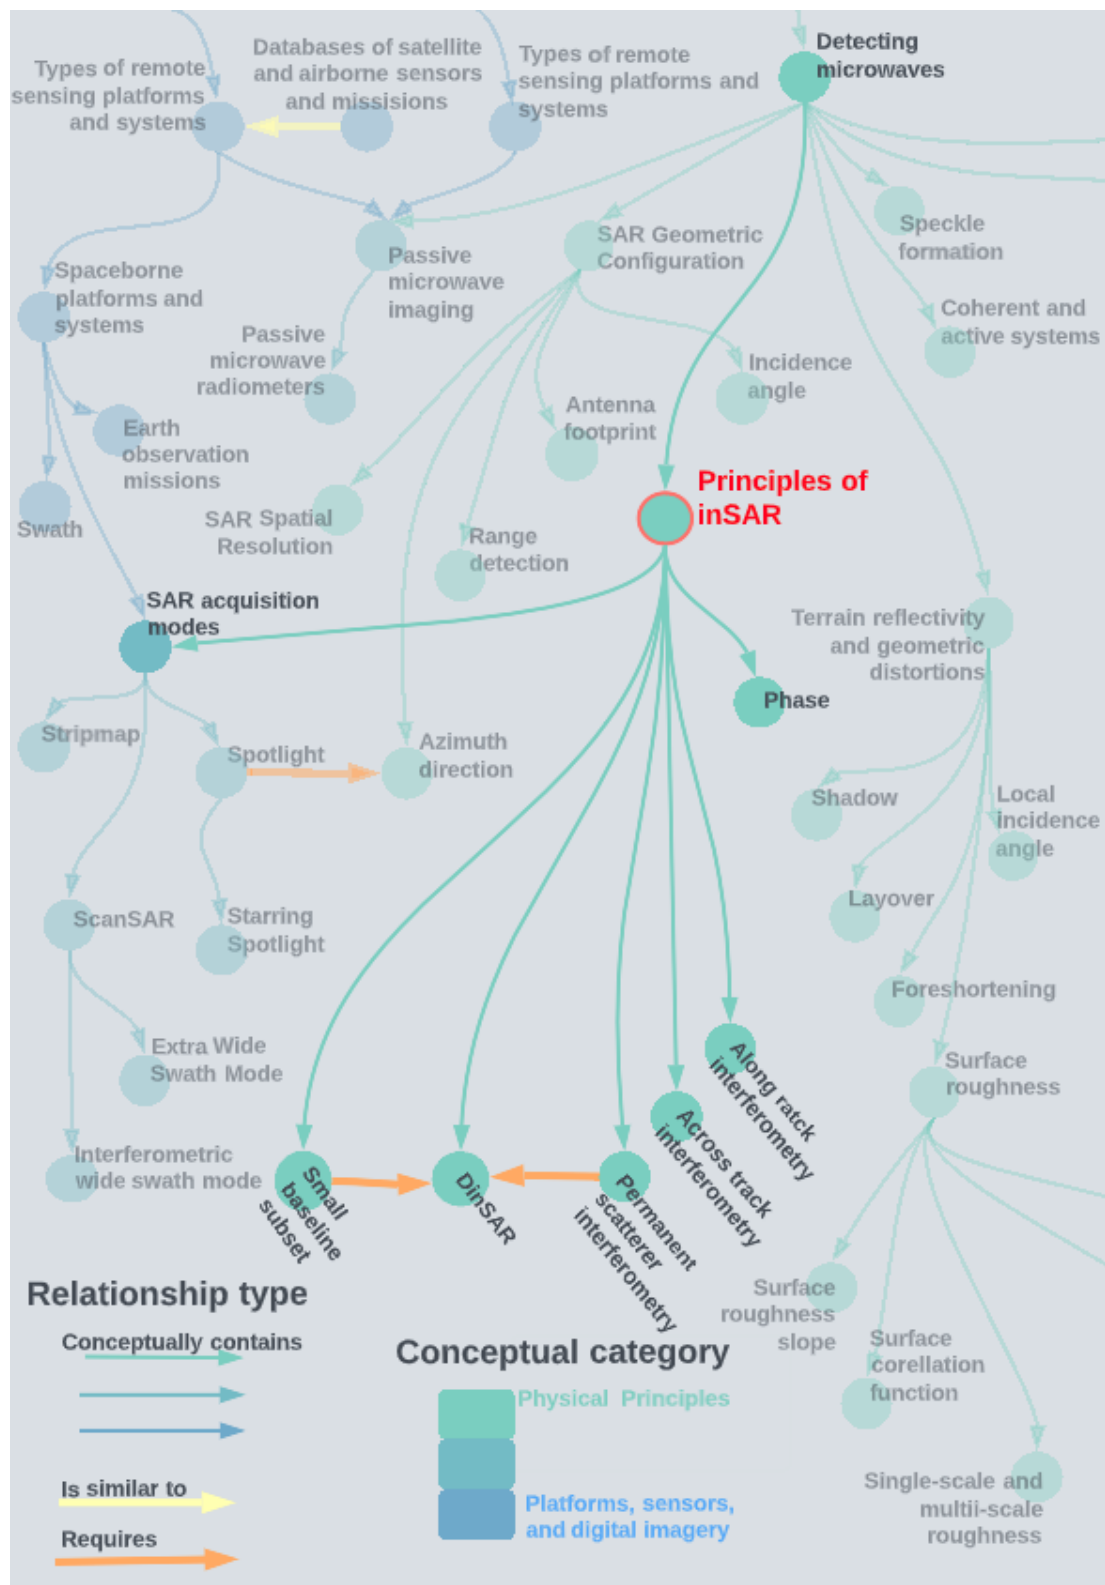 Detecting
microwaves
Types of remote
sensing platforms
and systems
Databases of satellite
and airborne sensors
and missisions
Types of remote
sensing platforms and
systems
Speckle
formation
SAR Geometric
Configuration
Passive
microwave
imaging
Spaceborne
platforms and
systems
Coherent and
active systems
Passive
microwave
radiometers
Incidence
angle
Antenna
footprint
Earth
observation
missions
Principles of
inSAR
Swath
SAR Spatial
Resolution
Range
detection
SAR acquisition
modes
Terrain reflectivity
and geometric
distortions
Phase
Stripmap
Spotlight
Azimuth
direction
Shadow
Local
incidence
angle
Layover
ScanSAR
Starring
Spotlight
Foreshortening
Extra Wide
Swath Mode
Along ratck
interferometry
Surface
roughness
Across track
interferometry
Interferometric
wide swath mode
Small
baseline
subset
DinSAR
Permanent
scatterer
interferometry
Surface
roughness
slope
Surface
corellation
function
Single-scale and
multii-scale
roughness
Relationship type
Conceptually contains
Is similar to
Requires
Conceptual category
Physical Principles
Platforms, sensors,
and digital imagery